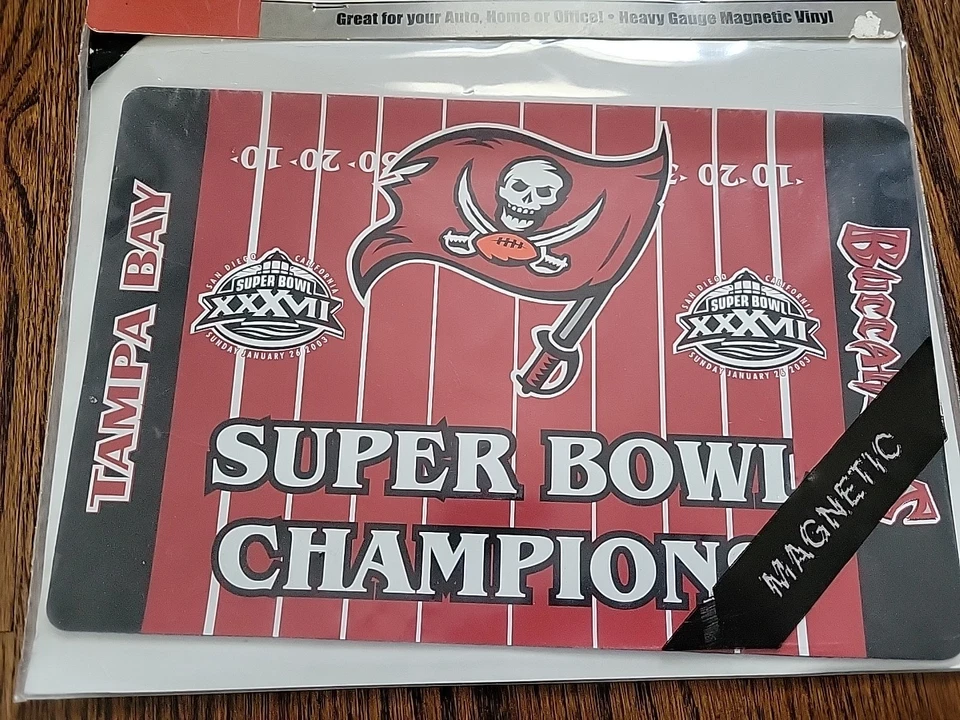 Great for your Auto, Home or Office! • Heavy Gauge Magnetic Vinyl
10 20 30
20 10
TAMPA BAY
SAN DIEGO CALIFORNIA
SUPER BOWL
XXXVII
SUNDAY JANUARY 26 2003
SAN DIEGO CALIFORNIA
SUPER BOWL
XXXVII
SUNDAY JANUARY 26 2003
SUPER BOWL
CHAMPIONS
MAGNETIC